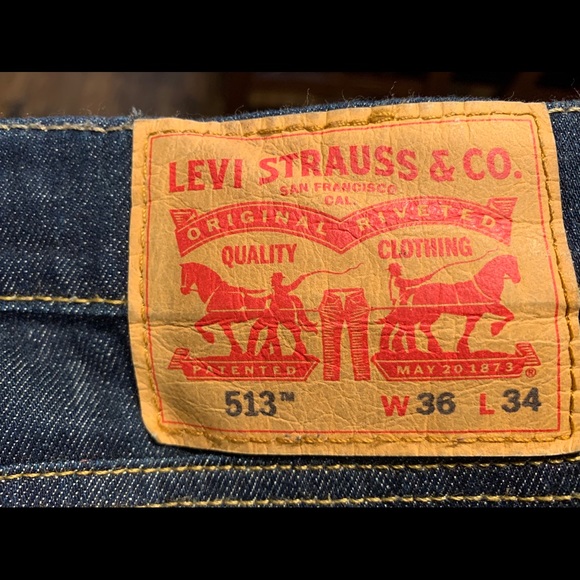 LEVI STRAUSS & CO.
SAN FRANCISCO
CAL.
ORIGINAL RIVETED
QUALITY CLOTHING
PATENTED MAY 20 1873 ®
513™ W 36 L 34